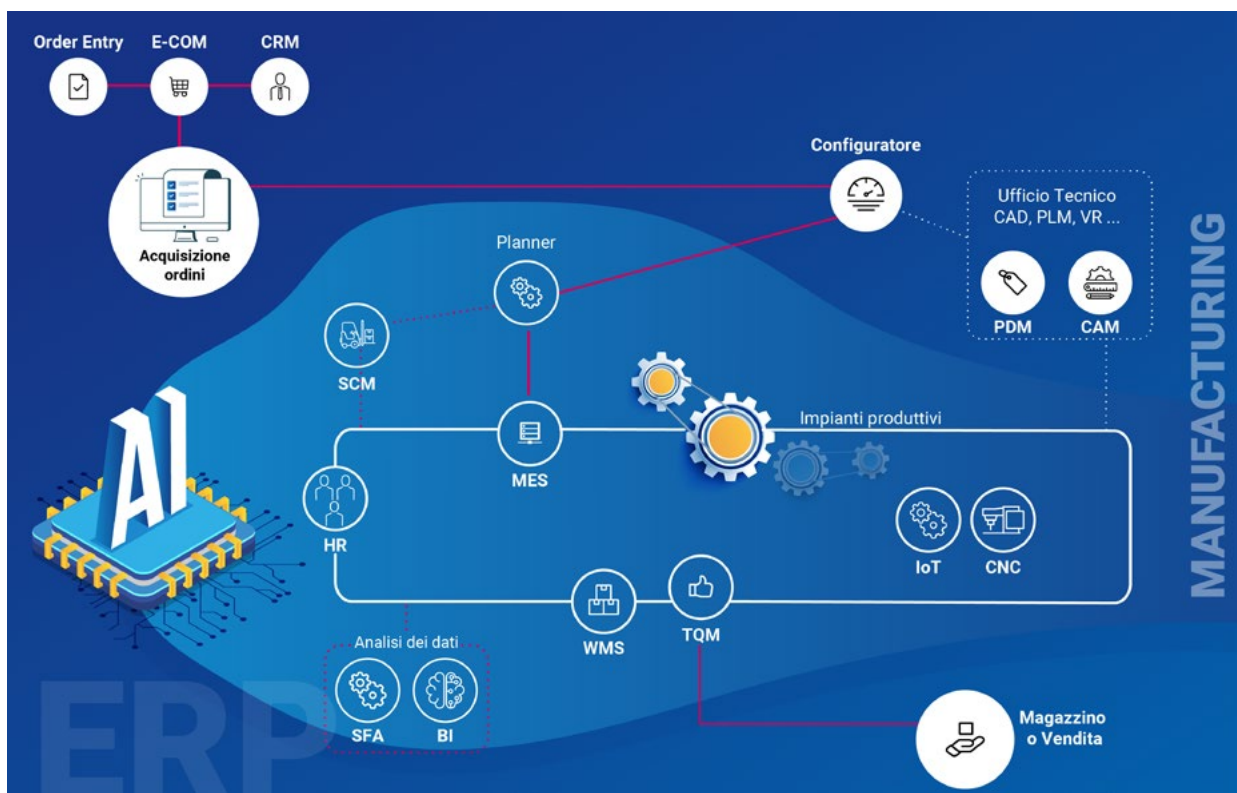 Order Entry
E-COM
CRM
Acquisizione
ordini
Configuratore
Ufficio Tecnico
CAD, PLM, VR ...
PDM
CAM
MANUFACTURING
Planner
SCM
MES
Impianti produttivi
AI
HR
IoT
CNC
WMS
TQM
Analisi dei dati
SFA
BI
Magazzino
o Vendita
ERP